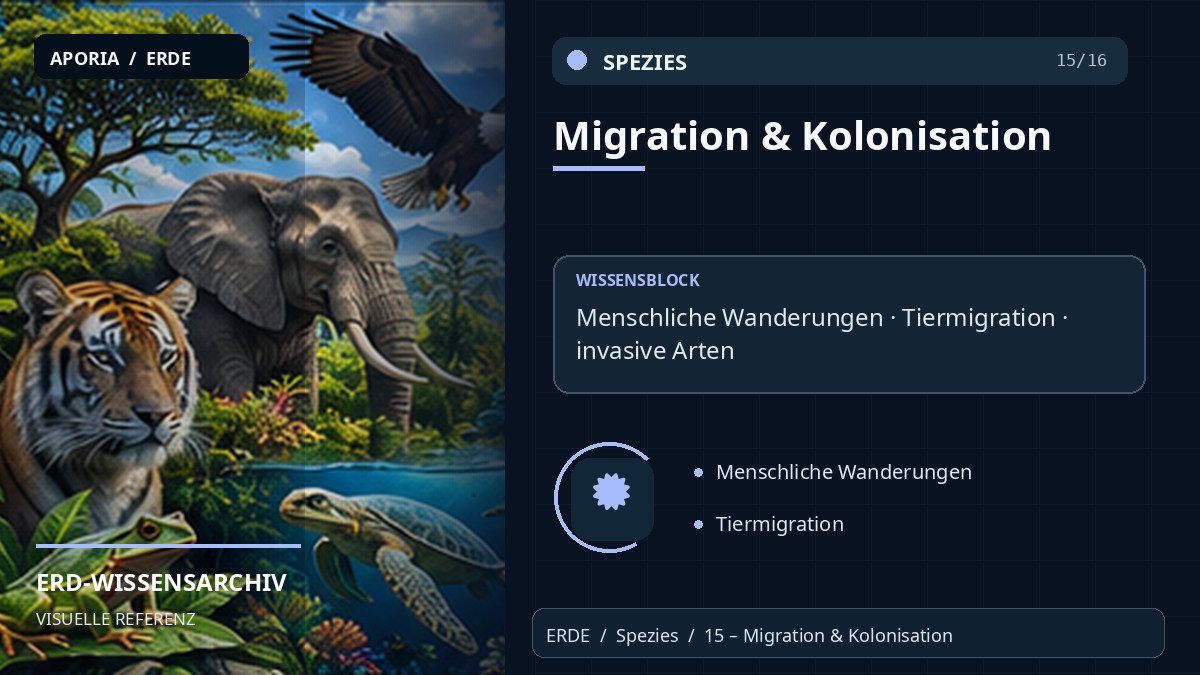 APORIA / ERDE
ERD-WISSENSARCHIV
VISUELLE REFERENZ
SPEZIES
15/16
Migration & Kolonisation
WISSENSBLOCK
Menschliche Wanderungen · Tiermigration ·
invasive Arten
Menschliche Wanderungen
Tiermigration
ERDE / Spezies / 15 – Migration & Kolonisation